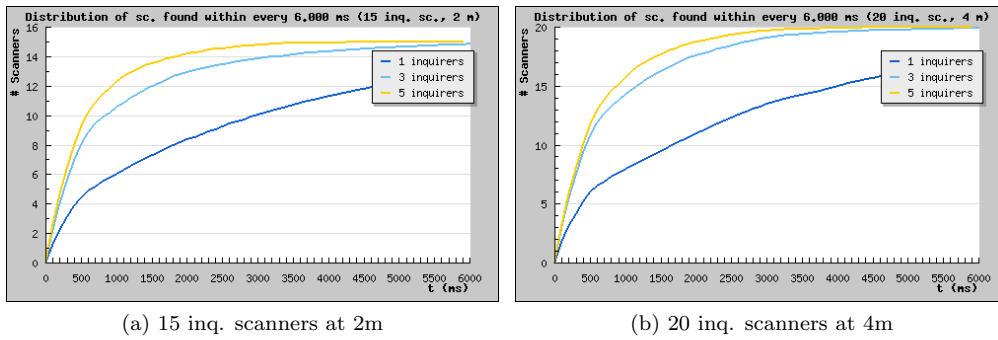 Distribution of sc. found within every 6.000 ms (15 inq. sc., 2 m)
# Scanners
16
14
12
10
8
6
4
2
0
1 inquirers
3 inquirers
5 inquirers
0 500 1000 1500 2000 2500 3000 3500 4000 4500 5000 5500 6000
t (ms)
(a) 15 inq. scanners at 2m
Distribution of sc. found within every 6.000 ms (20 inq. sc., 4 m)
# Scanners
20
15
10
5
0
1 inquirers
3 inquirers
5 inquirers
0 500 1000 1500 2000 2500 3000 3500 4000 4500 5000 5500 6000
t (ms)
(b) 20 inq. scanners at 4m